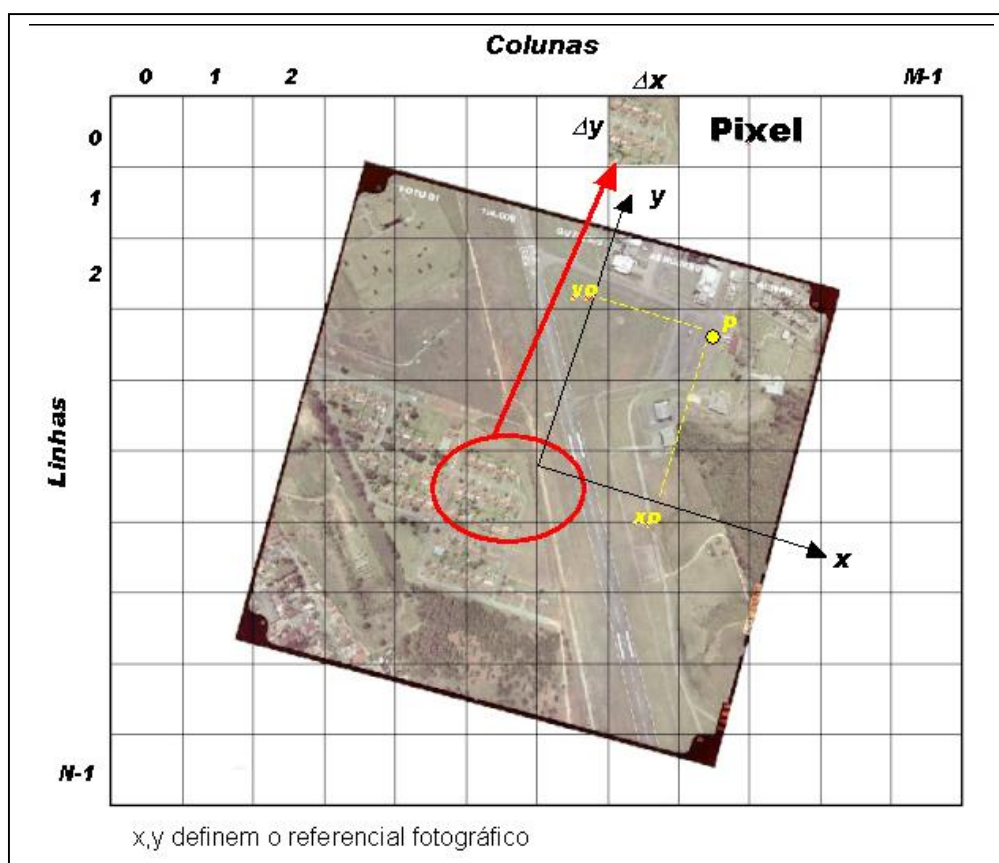 Colunas
0 1 2 Δx M-1
0 Δy Pixel
1 y
2 yp
p
Linhas
xp
x
N-1
x,y definem o referencial fotográfico